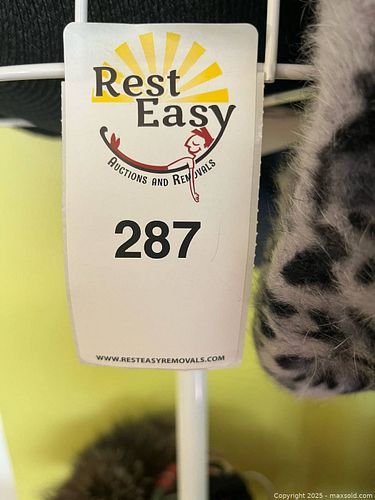 Rest
Easy
AUCTIONS AND REMOVALS
287
WWW.RESTEASYREMOVALS.COM
Copyright 2025 - maxsold.com